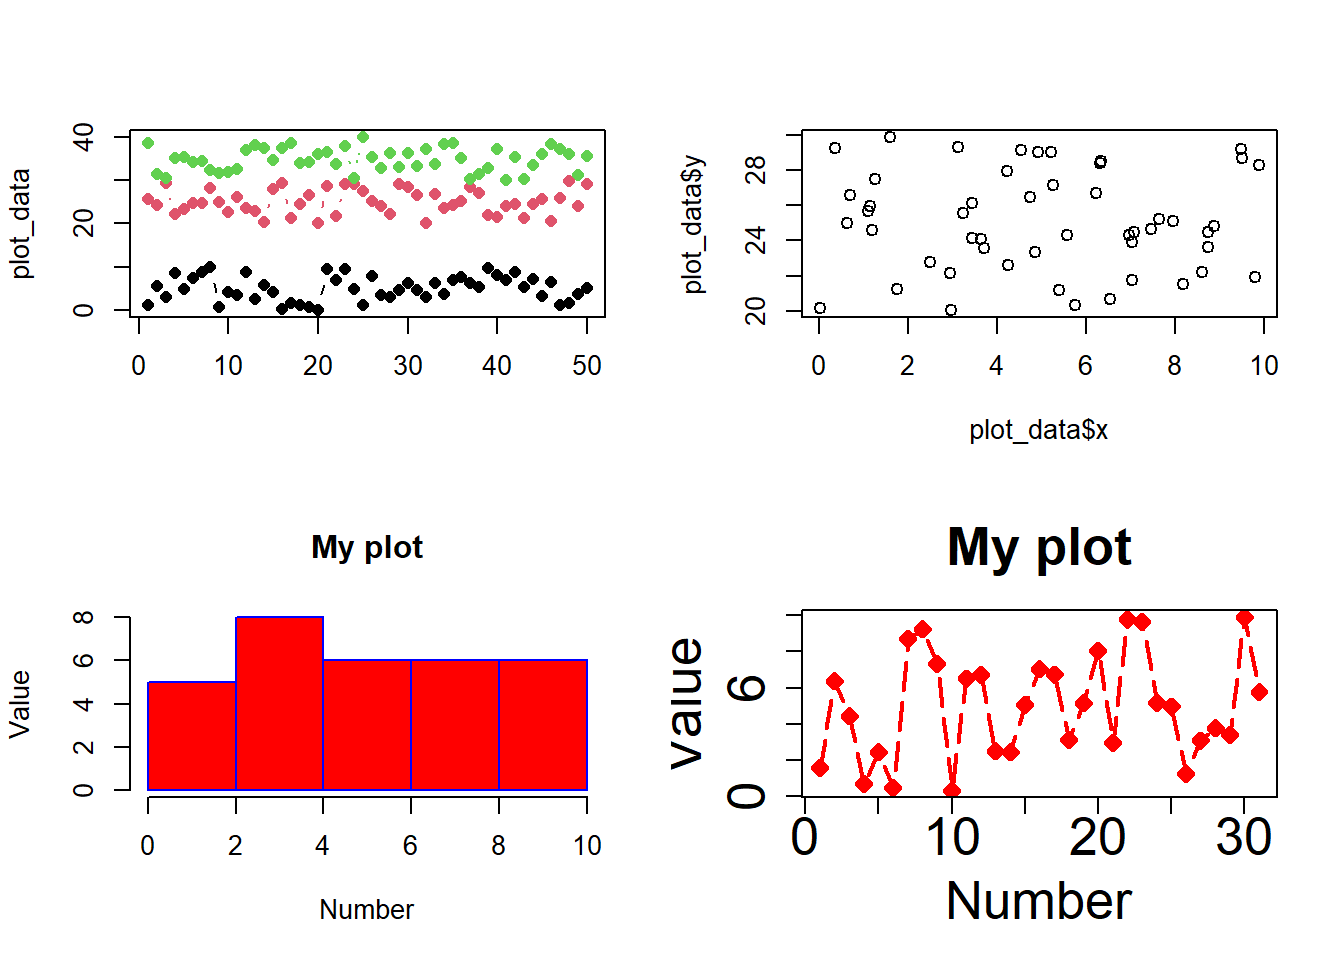 plot_data
40
20
0
0 10 20 30 40 50
plot_data$y
28
24
20
0 2 4 6 8 10
plot_data$x
My plot
Value
8
6
4
2
0
0 2 4 6 8 10
Number
My plot
value
6
0
0 10 20 30
Number